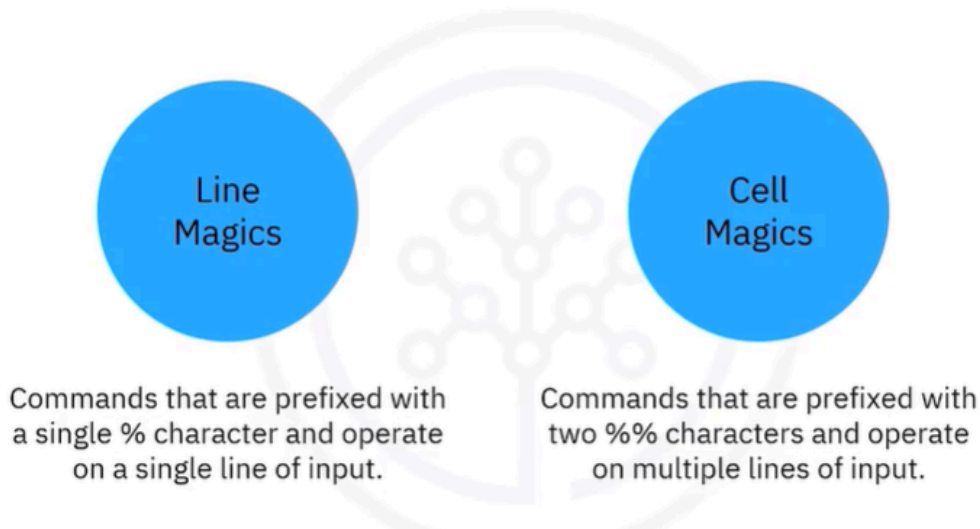 Line
Magics
Commands that are prefixed with
a single % character and operate
on a single line of input.
Cell
Magics
Commands that are prefixed with
two %% characters and operate
on multiple lines of input.